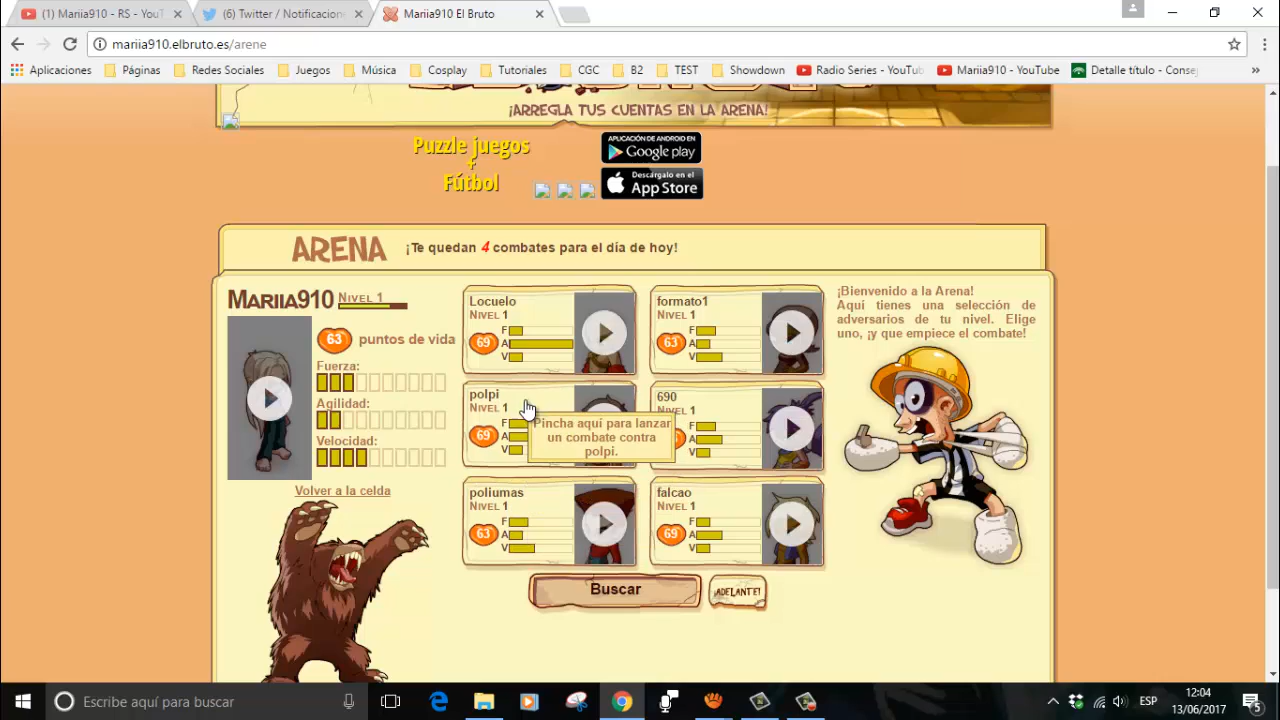 (1) Mariia910 - RS - YouT
(6) Twitter / Notificacion
Mariia910 El Bruto
mariia910.elbruto.es/arene
Aplicaciones Páginas Redes Sociales Juegos Música Cosplay Tutoriales CGC B2 TEST Showdown Radio Series - YouTub Mariia910 - YouTube Detalle título - Conse
»
¡ARREGLA TUS CUENTAS EN LA ARENA!
Puzzle juegos
+
Fútbol
APLICACIÓN DE ANDROID EN
Google play
Descárgalo en el
App Store
ARENA
¡Te quedan 4 combates para el día de hoy!
MARIIA910 NIVEL 1
63 puntos de vida
Fuerza:
Agilidad:
Velocidad:
Volver a la celda
Locuelo
NIVEL 1
F
69 A
V
formato1
NIVEL 1
F
63 A
V
polpi
NIVEL 1
F
69 A
V
690
NIVEL 1
F
A
V
Pincha aquí para lanzar
un combate contra
polpi.
poliumas
NIVEL 1
F
63 A
V
falcao
NIVEL 1
F
69 A
V
Buscar
¡ADELANTE!
¡Bienvenido a la Arena!
Aquí tienes una selección
de adversarios de tu nivel. Elige
uno, ¡y que empiece el combate!
Escribe aquí para buscar
ESP
12:04
13/06/2017
5